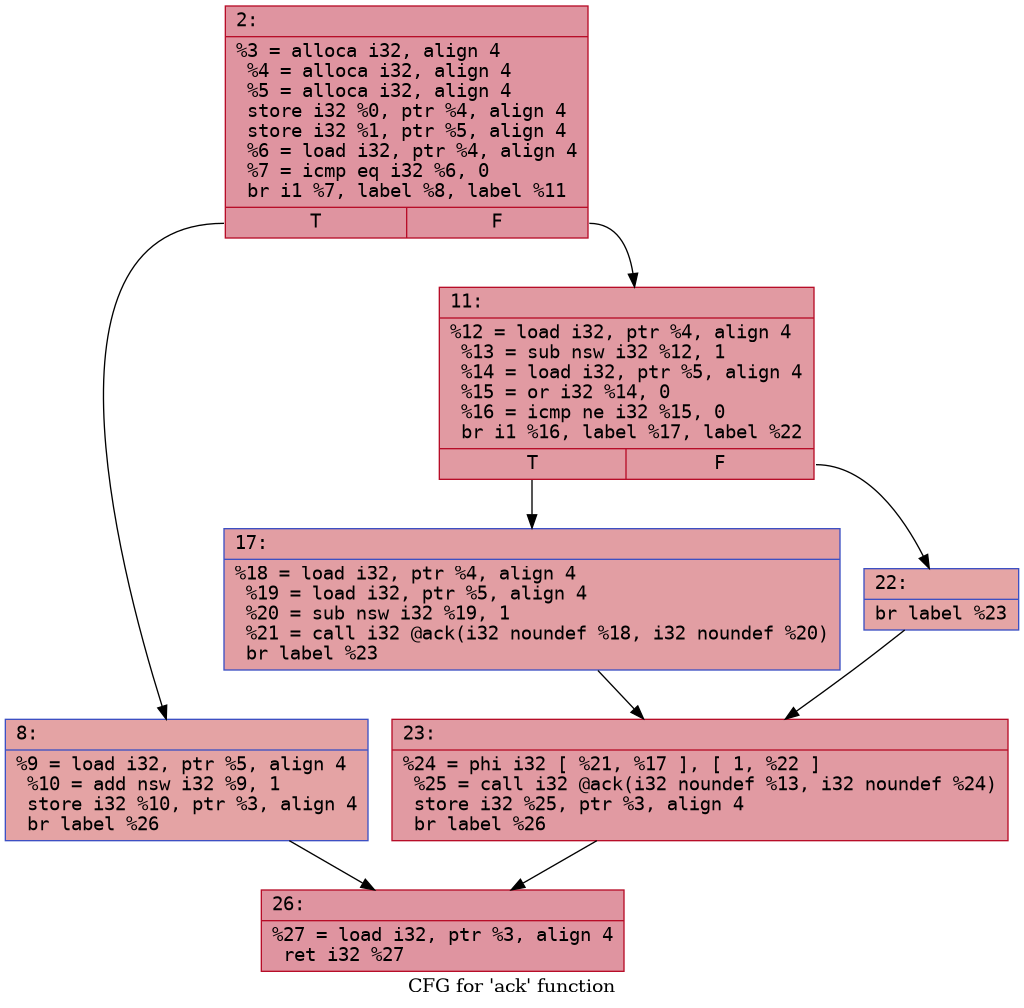 2:
%3 = alloca i32, align 4
%4 = alloca i32, align 4
%5 = alloca i32, align 4
store i32 %0, ptr %4, align 4
store i32 %1, ptr %5, align 4
%6 = load i32, ptr %4, align 4
%7 = icmp eq i32 %6, 0
br i1 %7, label %8, label %11
T F
11:
%12 = load i32, ptr %4, align 4
%13 = sub nsw i32 %12, 1
%14 = load i32, ptr %5, align 4
%15 = or i32 %14, 0
%16 = icmp ne i32 %15, 0
br i1 %16, label %17, label %22
T F
17:
%18 = load i32, ptr %4, align 4
%19 = load i32, ptr %5, align 4
%20 = sub nsw i32 %19, 1
%21 = call i32 @ack(i32 noundef %18, i32 noundef %20)
br label %23
22:
br label %23
8:
%9 = load i32, ptr %5, align 4
%10 = add nsw i32 %9, 1
store i32 %10, ptr %3, align 4
br label %26
23:
%24 = phi i32 [ %21, %17 ], [ 1, %22 ]
%25 = call i32 @ack(i32 noundef %13, i32 noundef %24)
store i32 %25, ptr %3, align 4
br label %26
26:
%27 = load i32, ptr %3, align 4
ret i32 %27
CFG for 'ack' function